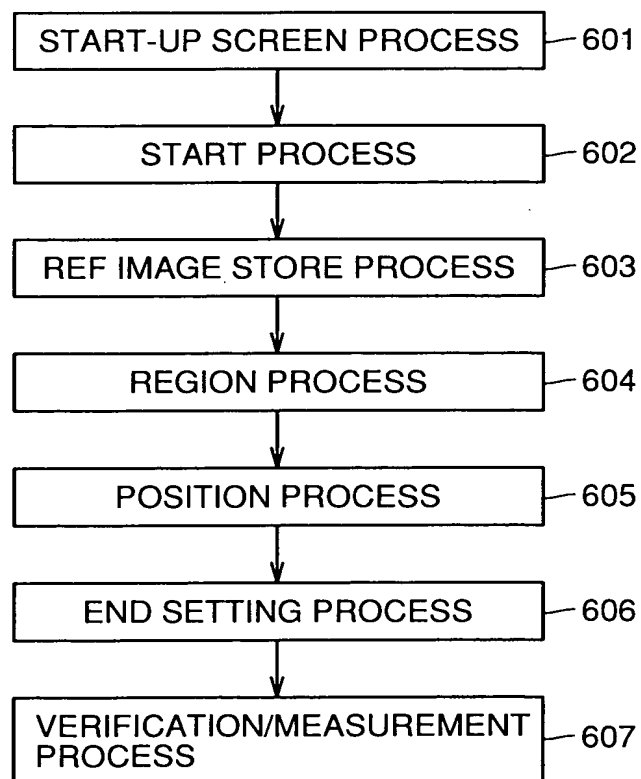 START-UP SCREEN PROCESS 601
START PROCESS 602
REF IMAGE STORE PROCESS 603
REGION PROCESS 604
POSITION PROCESS 605
END SETTING PROCESS 606
VERIFICATION/MEASUREMENT
PROCESS 607